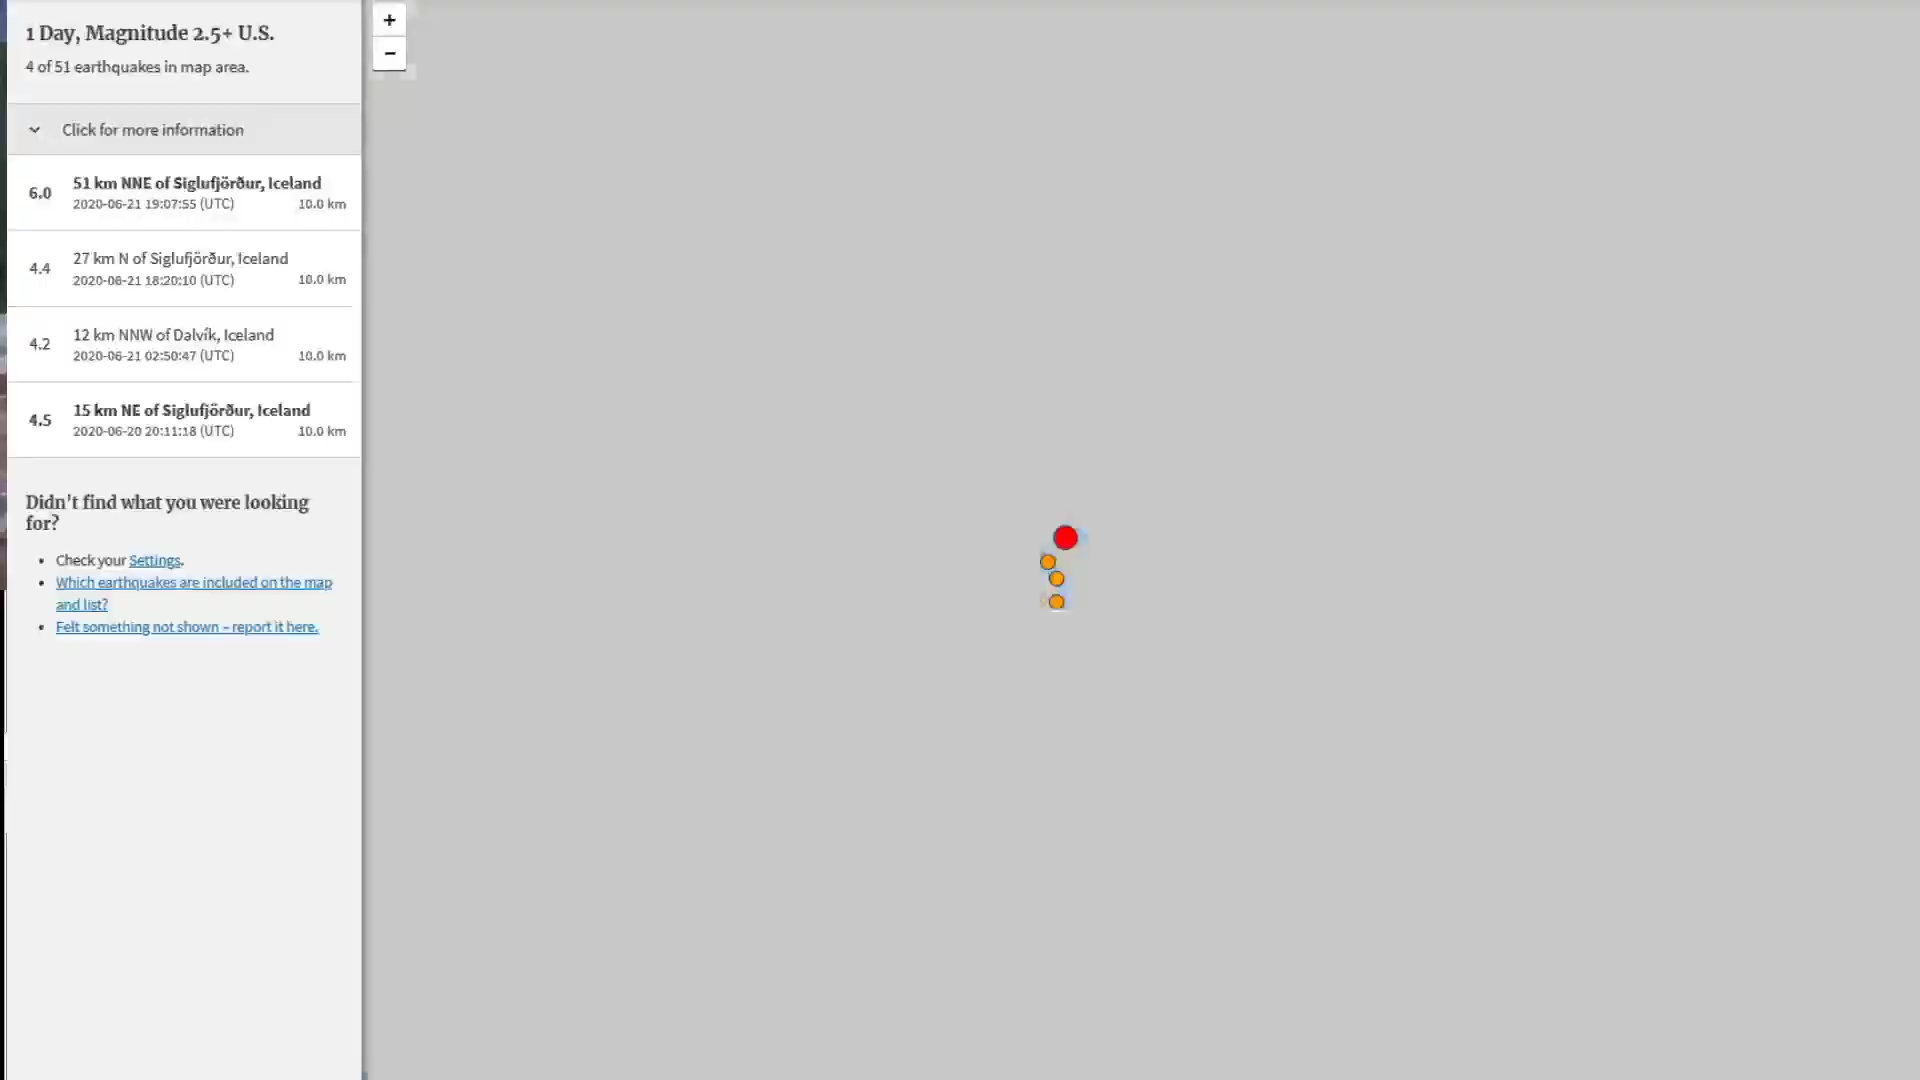 1 Day, Magnitude 2.5+ U.S.
4 of 51 earthquakes in map area.
Click for more information
6.0
51 km NNE of Siglufjörður, Iceland
2020-06-21 19:07:55 (UTC) 10.0 km
4.4
27 km N of Siglufjörður, Iceland
2020-06-21 18:20:10 (UTC) 10.0 km
4.2
12 km NNW of Dalvík, Iceland
2020-06-21 02:50:47 (UTC) 10.0 km
4.5
15 km NE of Siglufjörður, Iceland
2020-06-20 20:11:18 (UTC) 10.0 km
Didn't find what you were looking
for?
• Check your Settings.
• Which earthquakes are included on the map
and list?
• Felt something not shown – report it here.
+
−